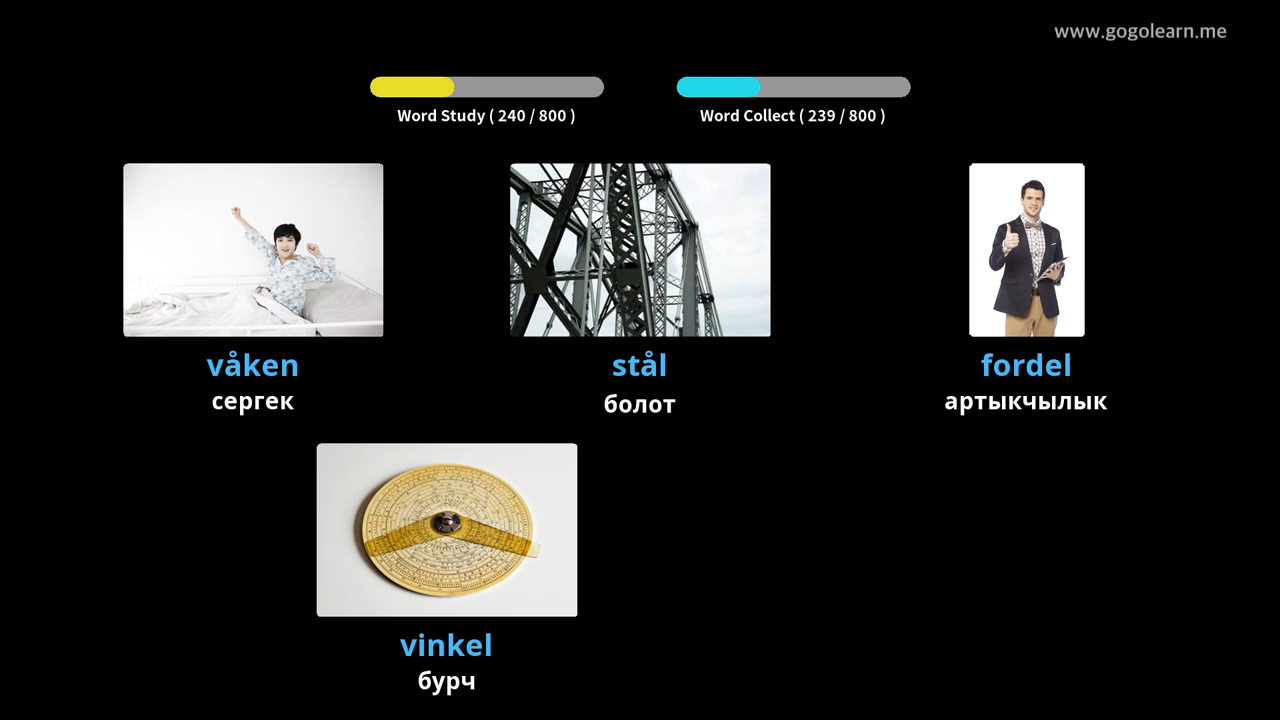 www.gogolearn.me
Word Study ( 240 / 800 )
Word Collect ( 239 / 800 )
våken
сергек
stål
болот
fordel
артыкчылык
vinkel
бурч